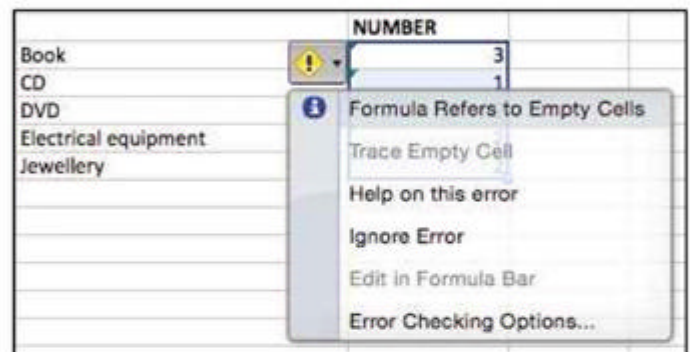 NUMBER
Book 3
CD 1
DVD Formula Refers to Empty Cells
Electrical equipment Trace Empty Cell
Jewellery
Help on this error
Ignore Error
Edit in Formula Bar
Error Checking Options...